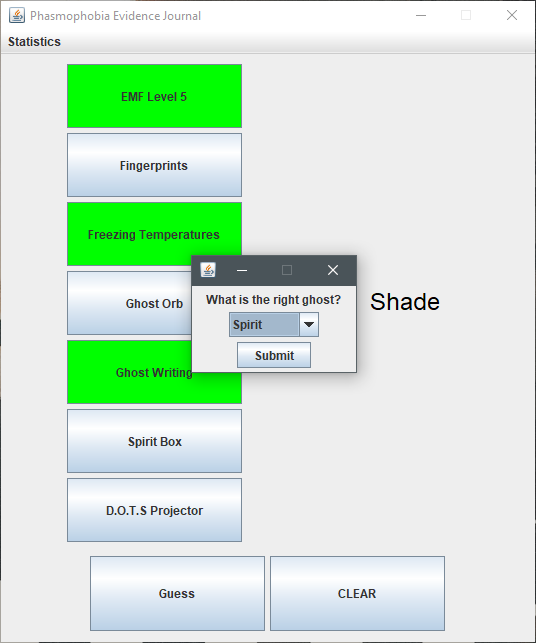 Phasmophobia Evidence Journal
Statistics
EMF Level 5
Fingerprints
Freezing Temperatures
Ghost Orb
Ghost Writing
Spirit Box
D.O.T.S Projector
What is the right ghost?
Spirit
Submit
Shade
Guess
CLEAR